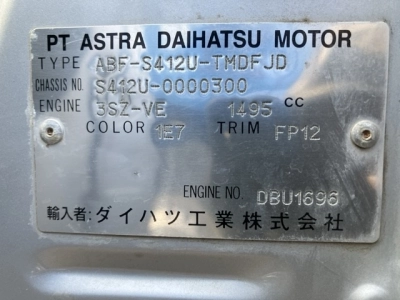 PT ASTRA DAIHATSU MOTOR
TYPE ABF-S412U-TMDFJD
CHASSIS NO. S412U-0000300
ENGINE 3SZ-VE 1495 CC
COLOR 1E7 TRIM FP12
ENGINE NO. DBU1696
輸入者:ダイハツ工業株式会社